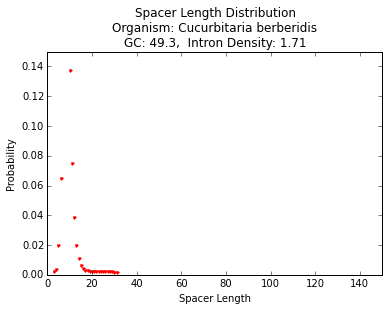 Spacer Length Distribution
Organism: Cucurbitaria berberidis
GC: 49.3,  Intron Density: 1.71
0.14
0.12
0.10
0.08
0.06
0.04
0.02
0.00
Probability
0 20 40 60 80 100 120 140
Spacer Length